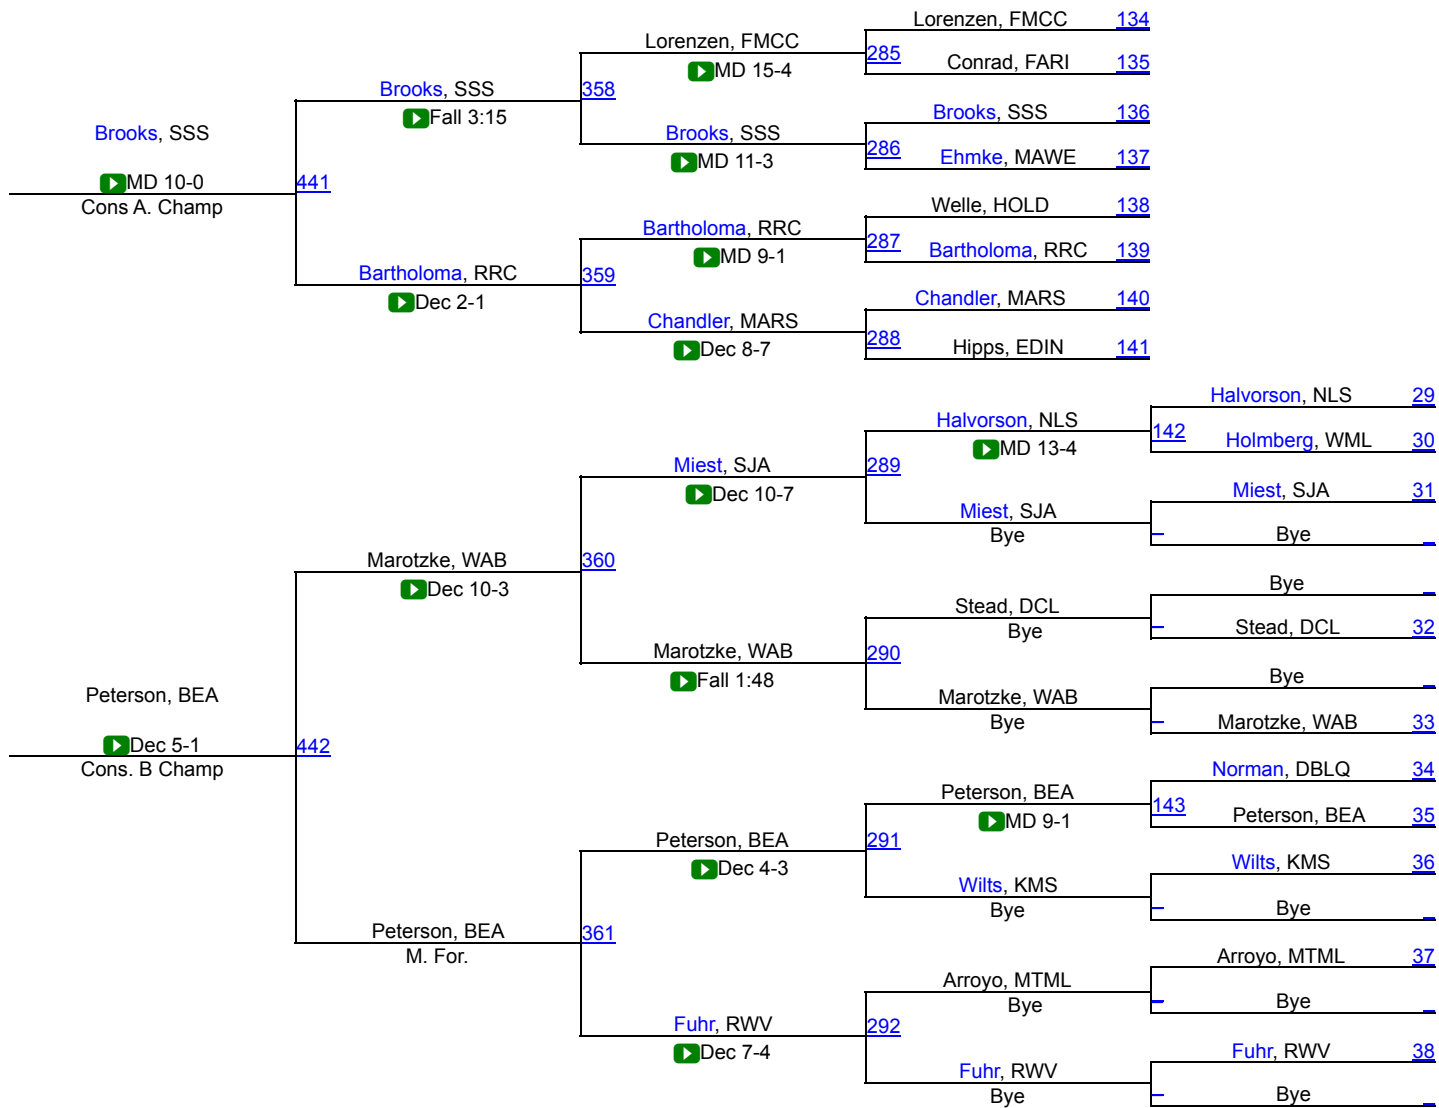 Lorenzen, FMCC 134
Lorenzen, FMCC
MD 15-4
285
Conrad, FARI 135
Brooks, SSS
Fall 3:15
358
Brooks, SSS 136
Brooks, SSS
MD 11-3
286
Ehmke, MAWE 137
Brooks, SSS
MD 10-0
Cons A. Champ
441
Welle, HOLD 138
Bartholoma, RRC
MD 9-1
287
Bartholoma, RRC 139
Bartholoma, RRC
Dec 2-1
359
Chandler, MARS 140
Chandler, MARS
Dec 8-7
288
Hipps, EDIN 141
Halvorson, NLS 29
Halvorson, NLS
MD 13-4
142
Holmberg, WML 30
Miest, SJA
Dec 10-7
289
Miest, SJA 31
Miest, SJA
Bye
Bye
Marotzke, WAB
Dec 10-3
360
Bye
Stead, DCL
Bye
Stead, DCL 32
Marotzke, WAB
Fall 1:48
290
Bye
Marotzke, WAB
Bye
Marotzke, WAB 33
Peterson, BEA
Dec 5-1
Cons. B Champ
442
Norman, DBLQ 34
Peterson, BEA
MD 9-1
143
Peterson, BEA 35
Peterson, BEA
Dec 4-3
291
Wilts, KMS 36
Wilts, KMS
Bye
Bye
Peterson, BEA
M. For.
361
Arroyo, MTML 37
Arroyo, MTML
Bye
Bye
Fuhr, RWV
Dec 7-4
292
Fuhr, RWV 38
Fuhr, RWV
Bye
Bye